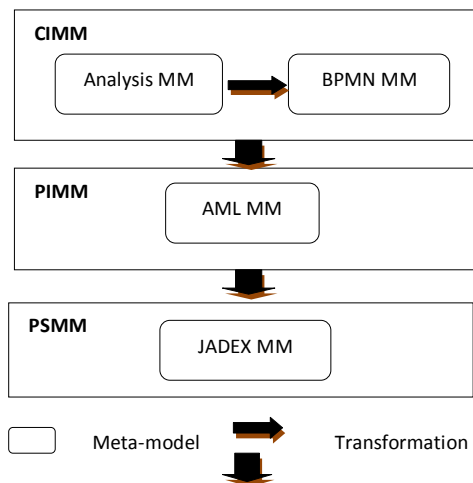 CIMM
Analysis MM
BPMN MM
PIMM
AML MM
PSMM
JADEX MM
Meta-model
Transformation